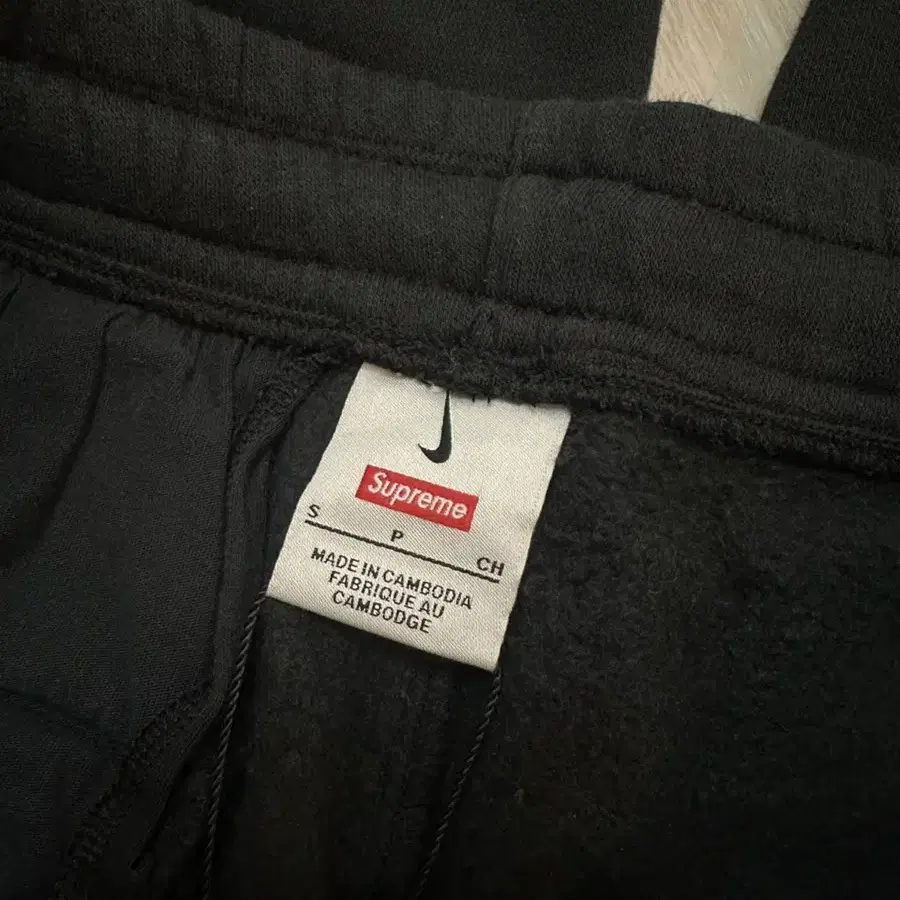 Supreme
S
P
CH
MADE IN CAMBODIA
FABRIQUE AU
CAMBODGE